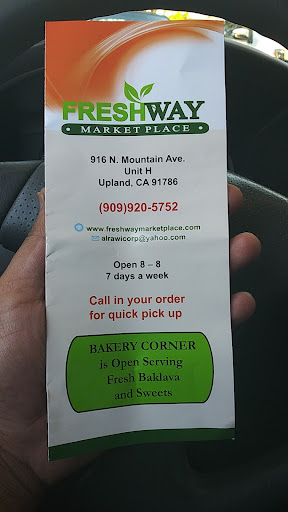 FRESHWAY
• MARKET PLACE •
916 N. Mountain Ave.
Unit H
Upland, CA 91786
(909)920-5752
www.freshwaymarketplace.com
alrawicorp@yahoo.com
Open 8 – 8
7 days a week
Call in your order
for quick pick up
BAKERY CORNER
is Open Serving
Fresh Baklava
and Sweets